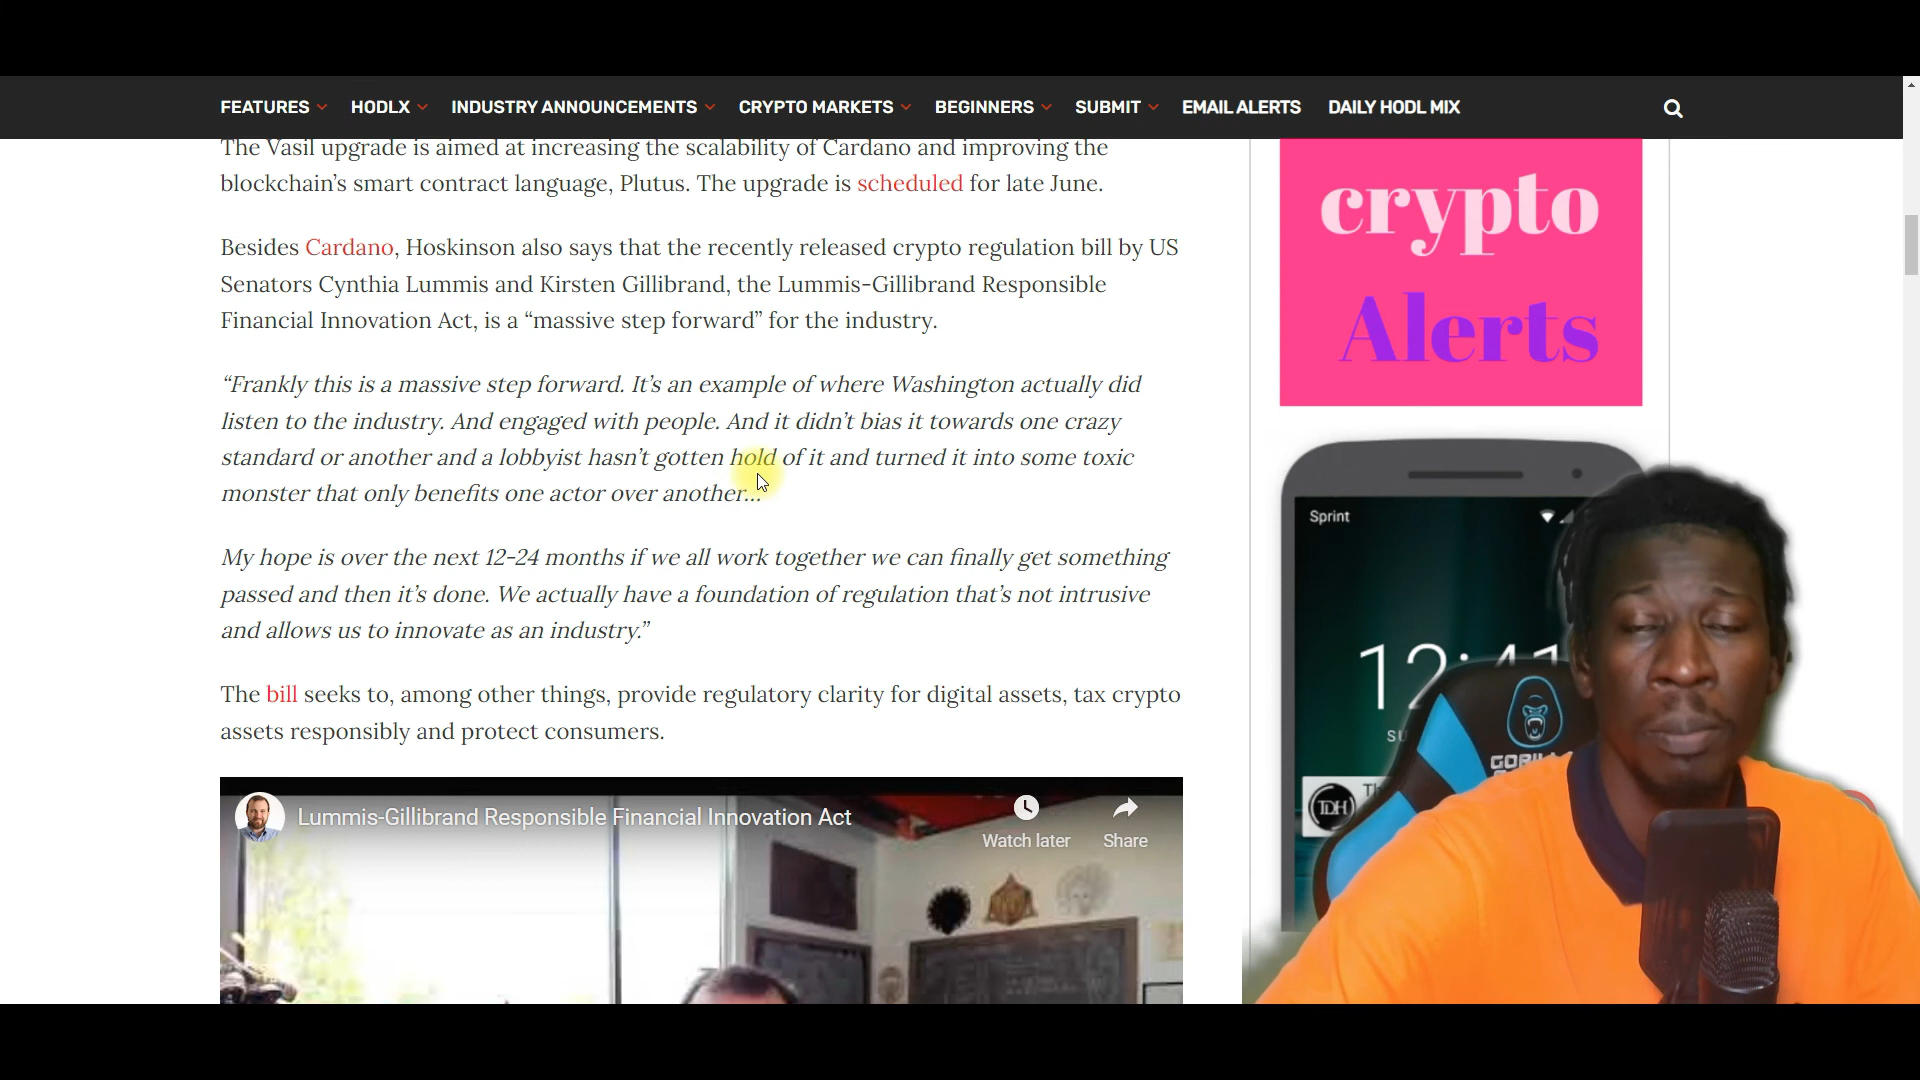 FEATURES HODLX INDUSTRY ANNOUNCEMENTS CRYPTO MARKETS BEGINNERS SUBMIT EMAIL ALERTS DAILY HODL MIX
The Vasil upgrade is aimed at increasing the scalability of Cardano and improving the
blockchain’s smart contract language, Plutus. The upgrade is scheduled for late June.
Besides Cardano, Hoskinson also says that the recently released crypto regulation bill by US
Senators Cynthia Lummis and Kirsten Gillibrand, the Lummis-Gillibrand Responsible
Financial Innovation Act, is a “massive step forward” for the industry.
“Frankly this is a massive step forward. It’s an example of where Washington actually did
listen to the industry. And engaged with people. And it didn’t bias it towards one crazy
standard or another and a lobbyist hasn’t gotten hold of it and turned it into some toxic
monster that only benefits one actor over another…
My hope is over the next 12-24 months if we all work together we can finally get something
passed and then it’s done. We actually have a foundation of regulation that’s not intrusive
and allows us to innovate as an industry.”
The bill seeks to, among other things, provide regulatory clarity for digital assets, tax crypto
assets responsibly and protect consumers.
Lummis-Gillibrand Responsible Financial Innovation Act
Watch later
Share
crypto
Alerts
Sprint
12:41
TDH